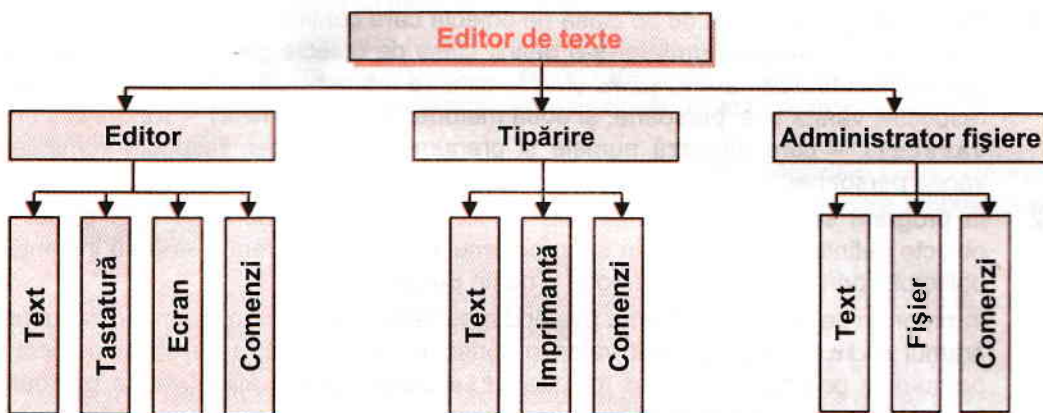 Editor de texte
Editor
Tipărire
Administrator fişiere
Text
Tastatură
Ecran
Comenzi
Text
Imprimantă
Comenzi
Text
Fişier
Comenzi